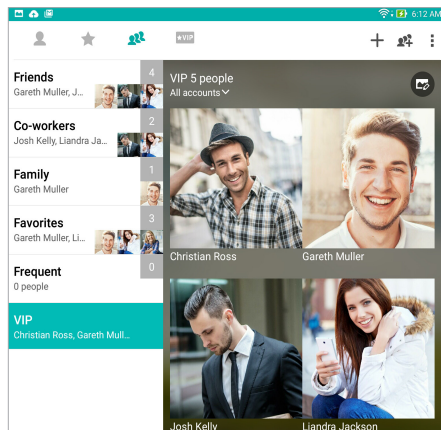 6:12 AM
VIP
Friends
4
Gareth Muller, J...
Co-workers
2
Josh Kelly, Liandra Ja...
Family
1
Gareth Muller
Favorites
3
Gareth Muller, Li...
Frequent
0
0 people
VIP
Christian Ross, Gareth Mull...
VIP 5 people
All accounts
Christian Ross
Gareth Muller
Josh Kelly
Liandra Jackson